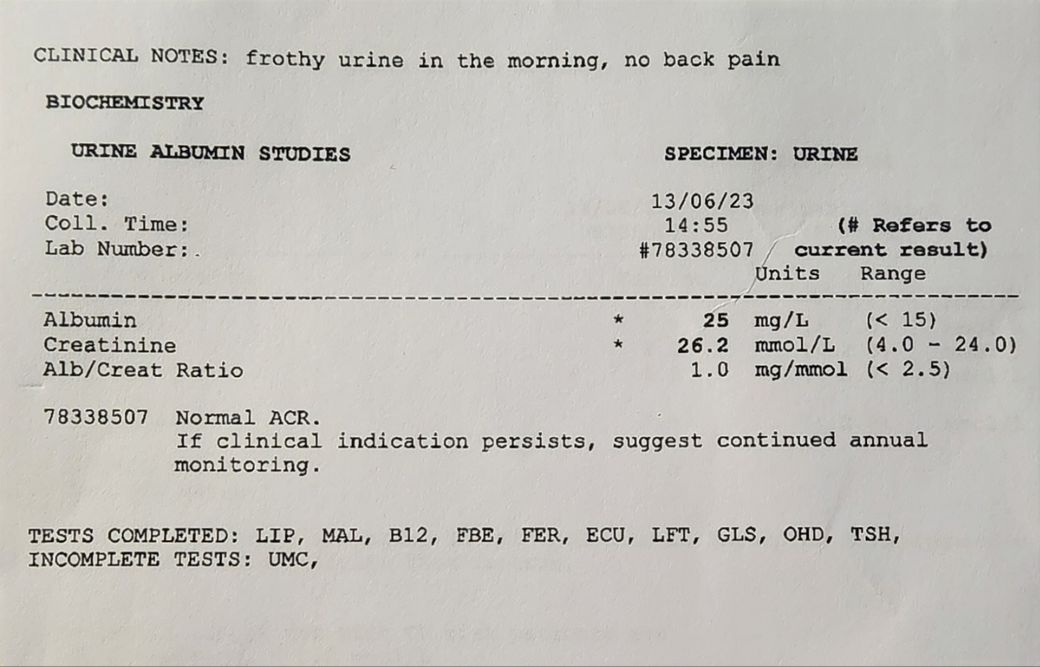 CLINICAL NOTES: frothy urine in the morning, no back pain
BIOCHEMISTRY
URINE ALBUMIN STUDIES SPECIMEN: URINE
Date: 13/06/23
Coll. Time: 14:55 (# Refers to
Lab Number:. #78338507 current result)
Units Range
Albumin * 25 mg/L (< 15)
Creatinine * 26.2 mmol/L (4.0 - 24.0)
Alb/Creat Ratio 1.0 mg/mmol (< 2.5)
78338507 Normal ACR.
If clinical indication persists, suggest continued annual
monitoring.
TESTS COMPLETED: LIP, MAL, B12, FBE, FER, ECU, LFT, GLS, OHD, TSH,
INCOMPLETE TESTS: UMC,